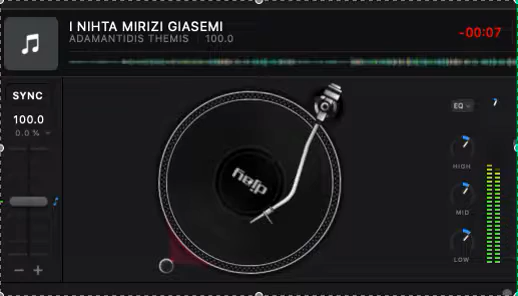 I NIHTA MIRIZI GIASEMI
ADAMANTIDIS THEMIS 100.0
-00:07
SYNC
100.0
0.0 %
EQ
HIGH
MID
LOW
djay